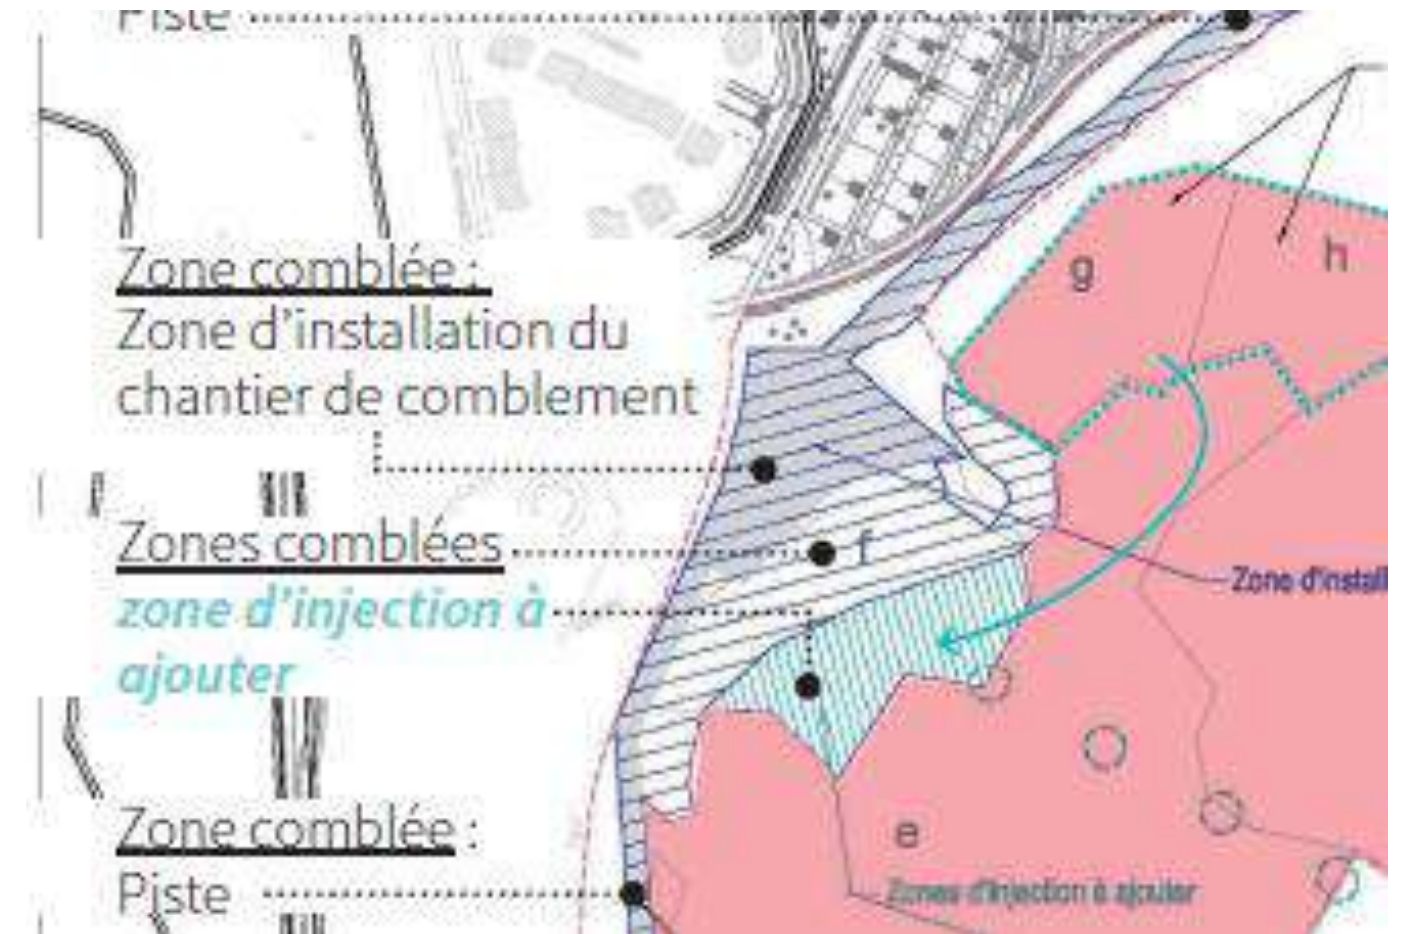 Piste
Zone comblée :
Zone d'installation du
chantier de comblement
Zones comblées
zone d'injection à
ajouter
Zone comblée :
Piste
g
h
f
Zone d'install
e
Zones d'injection à ajouter